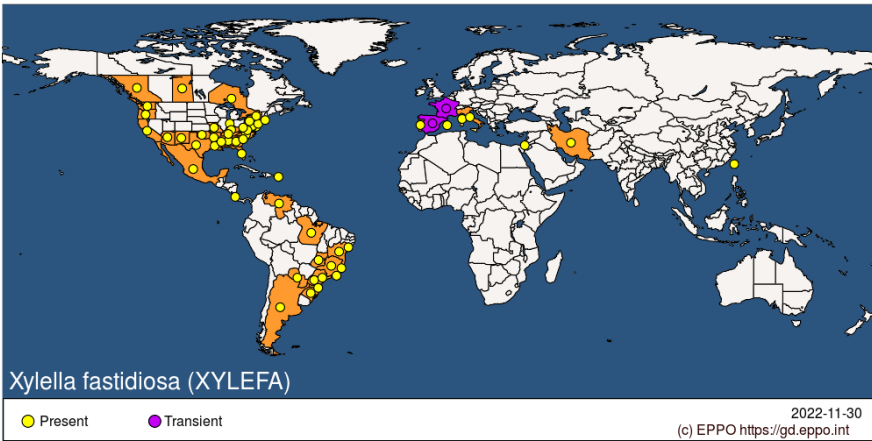 Xylella fastidiosa (XYLEFA)
Present
Transient
2022-11-30
(c) EPPO https://gd.eppo.int